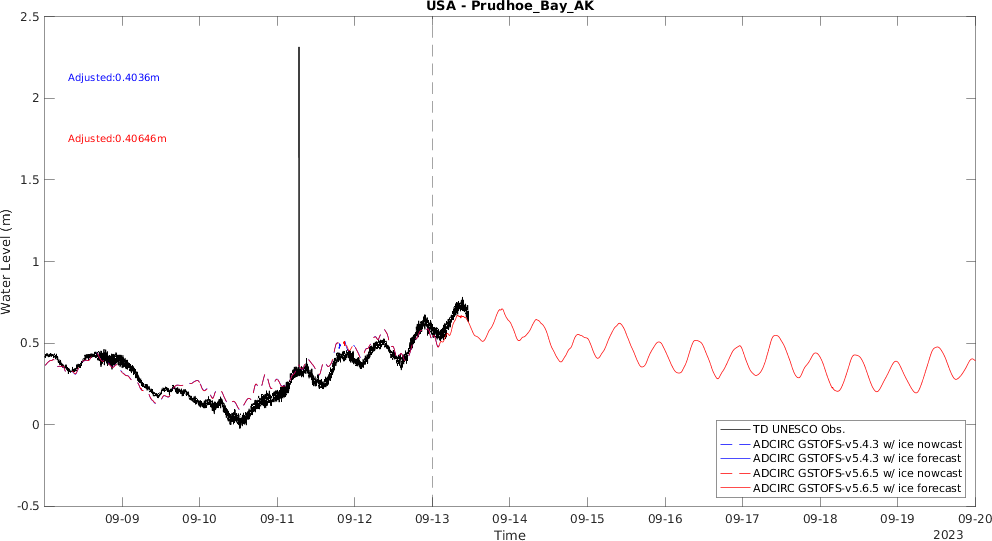 USA - Prudhoe_Bay_AK
2.5
2
1.5
1
0.5
0
-0.5
Water Level (m)
Adjusted:0.4036m
Adjusted:0.40646m
TD UNESCO Obs.
ADCIRC GSTOFS-v5.4.3 w/ ice nowcast
ADCIRC GSTOFS-v5.4.3 w/ ice forecast
ADCIRC GSTOFS-v5.6.5 w/ ice nowcast
ADCIRC GSTOFS-v5.6.5 w/ ice forecast
09-09 09-10 09-11 09-12 09-13 09-14 09-15 09-16 09-17 09-18 09-19 09-20
Time
2023